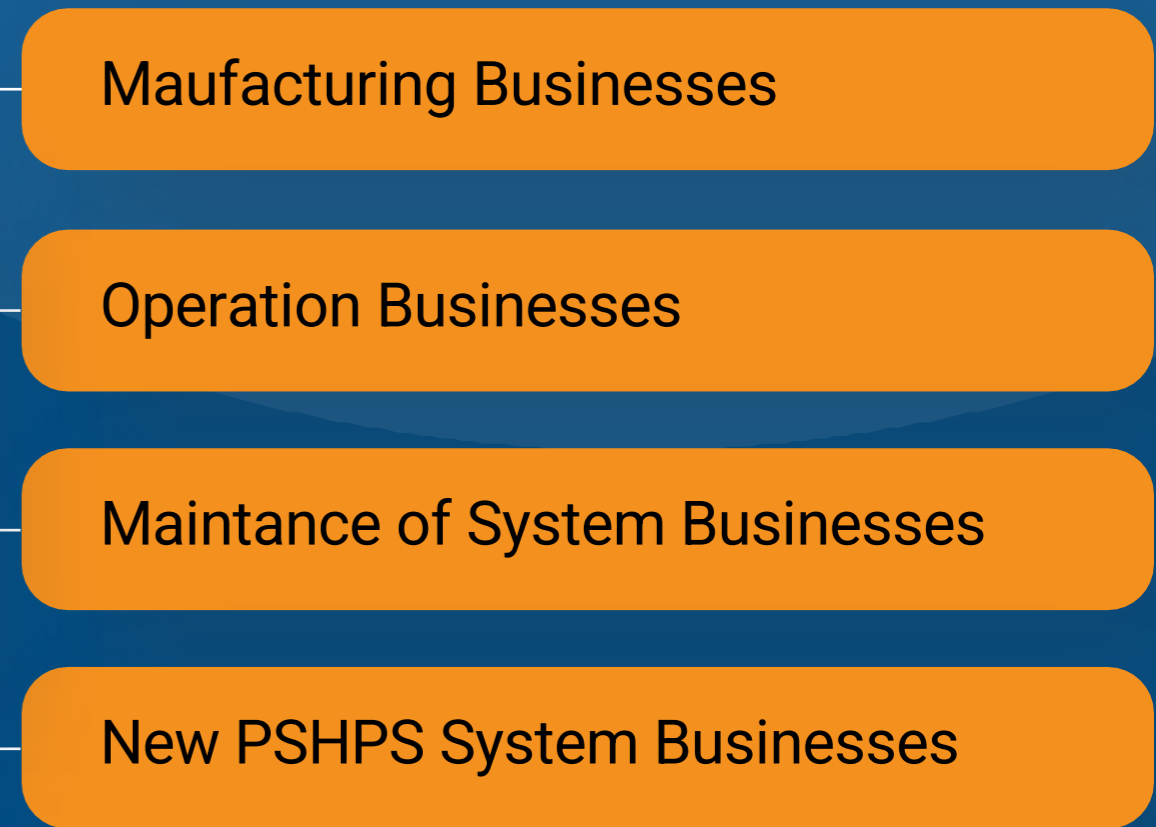 Maufacturing Businesses
Operation Businesses
Maintance of System Businesses
New PSHPS System Businesses